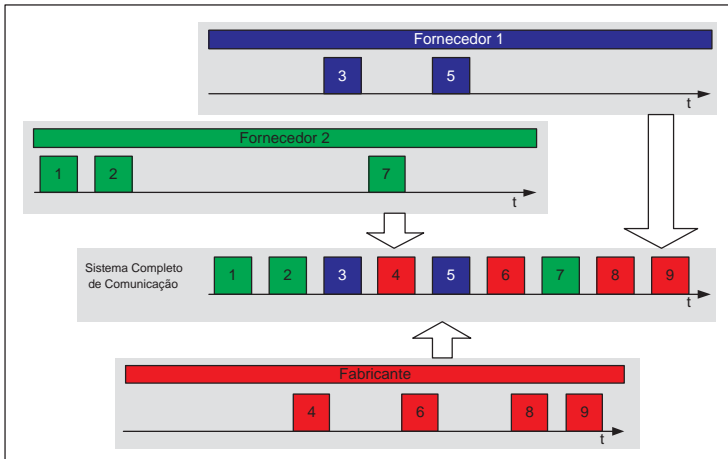 Fornecedor 1
3 5
t
Fornecedor 2
1 2 7
t
Sistema Completo
de Comunicação
1 2 3 4 5 6 7 8 9
t
Fabricante
4 6 8 9
t